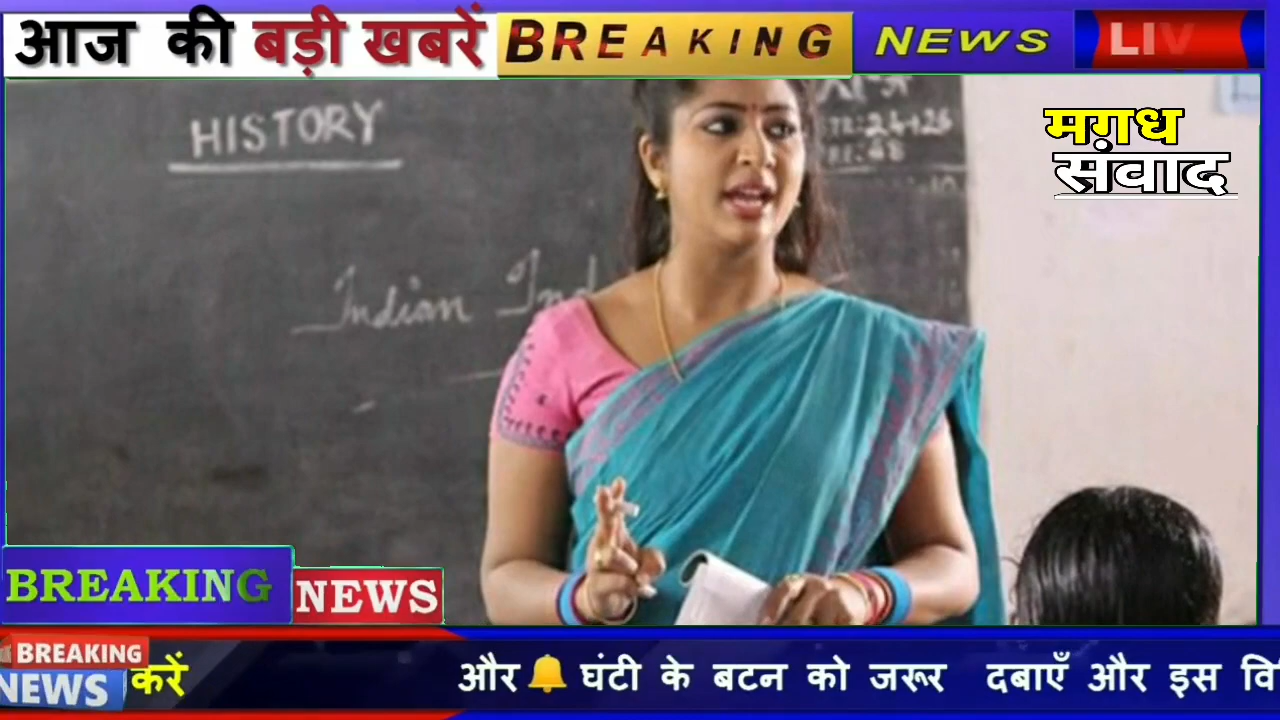 आज की बड़ी खबरें BREAKING NEWS LIV
मगध
संवाद
HISTORY
Indian Ind
BREAKING NEWS
BREAKING
NEWS
करें और 🔔 घंटी के बटन को जरूर दबाएँ और इस वि